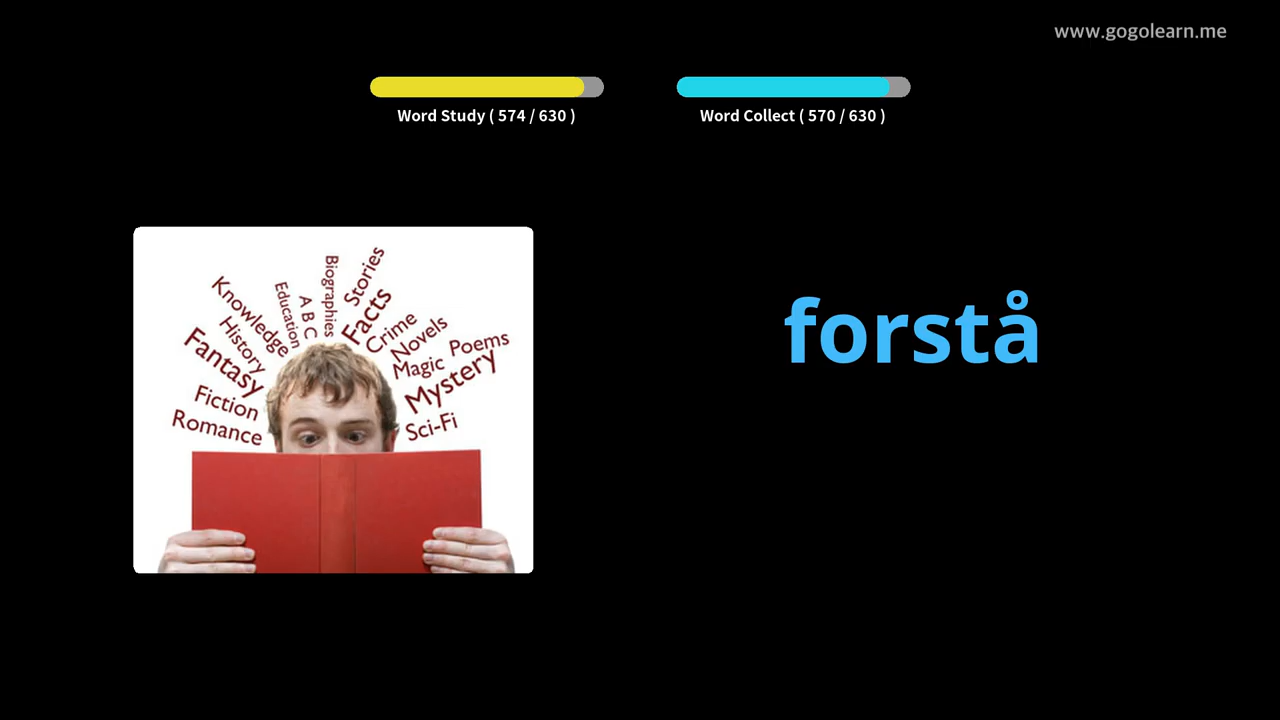 www.gogolearn.me
Word Study ( 574 / 630 )
Word Collect ( 570 / 630 )
forstå
Knowledge
Education
A B C
Biographies
Stories
Facts
Crime
Novels
Poems
History
Fantasy
Magic
Mystery
Fiction
Romance
Sci-Fi